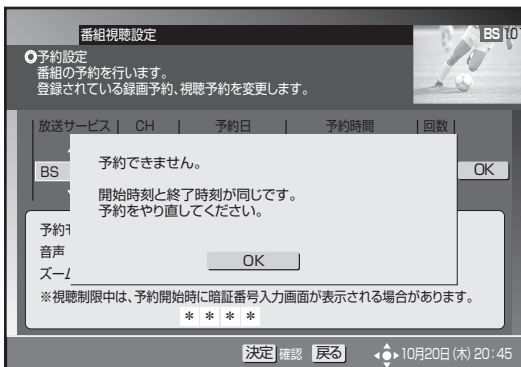 番組視聴設定
BS 101
予約設定
番組の予約を行います。
登録されている録画予約、視聴予約を変更します。
放送サービス | CH | 予約日 | 予約時間 | 回数 |
BS
OK
予約できません。
開始時刻と終了時刻が同じです。
予約をやり直してください。
OK
予約
音声
ズーム
※視聴制限中は、予約開始時に暗証番号入力画面が表示される場合があります。
* * * *
決定 確認 戻る 10月20日(木) 20:45